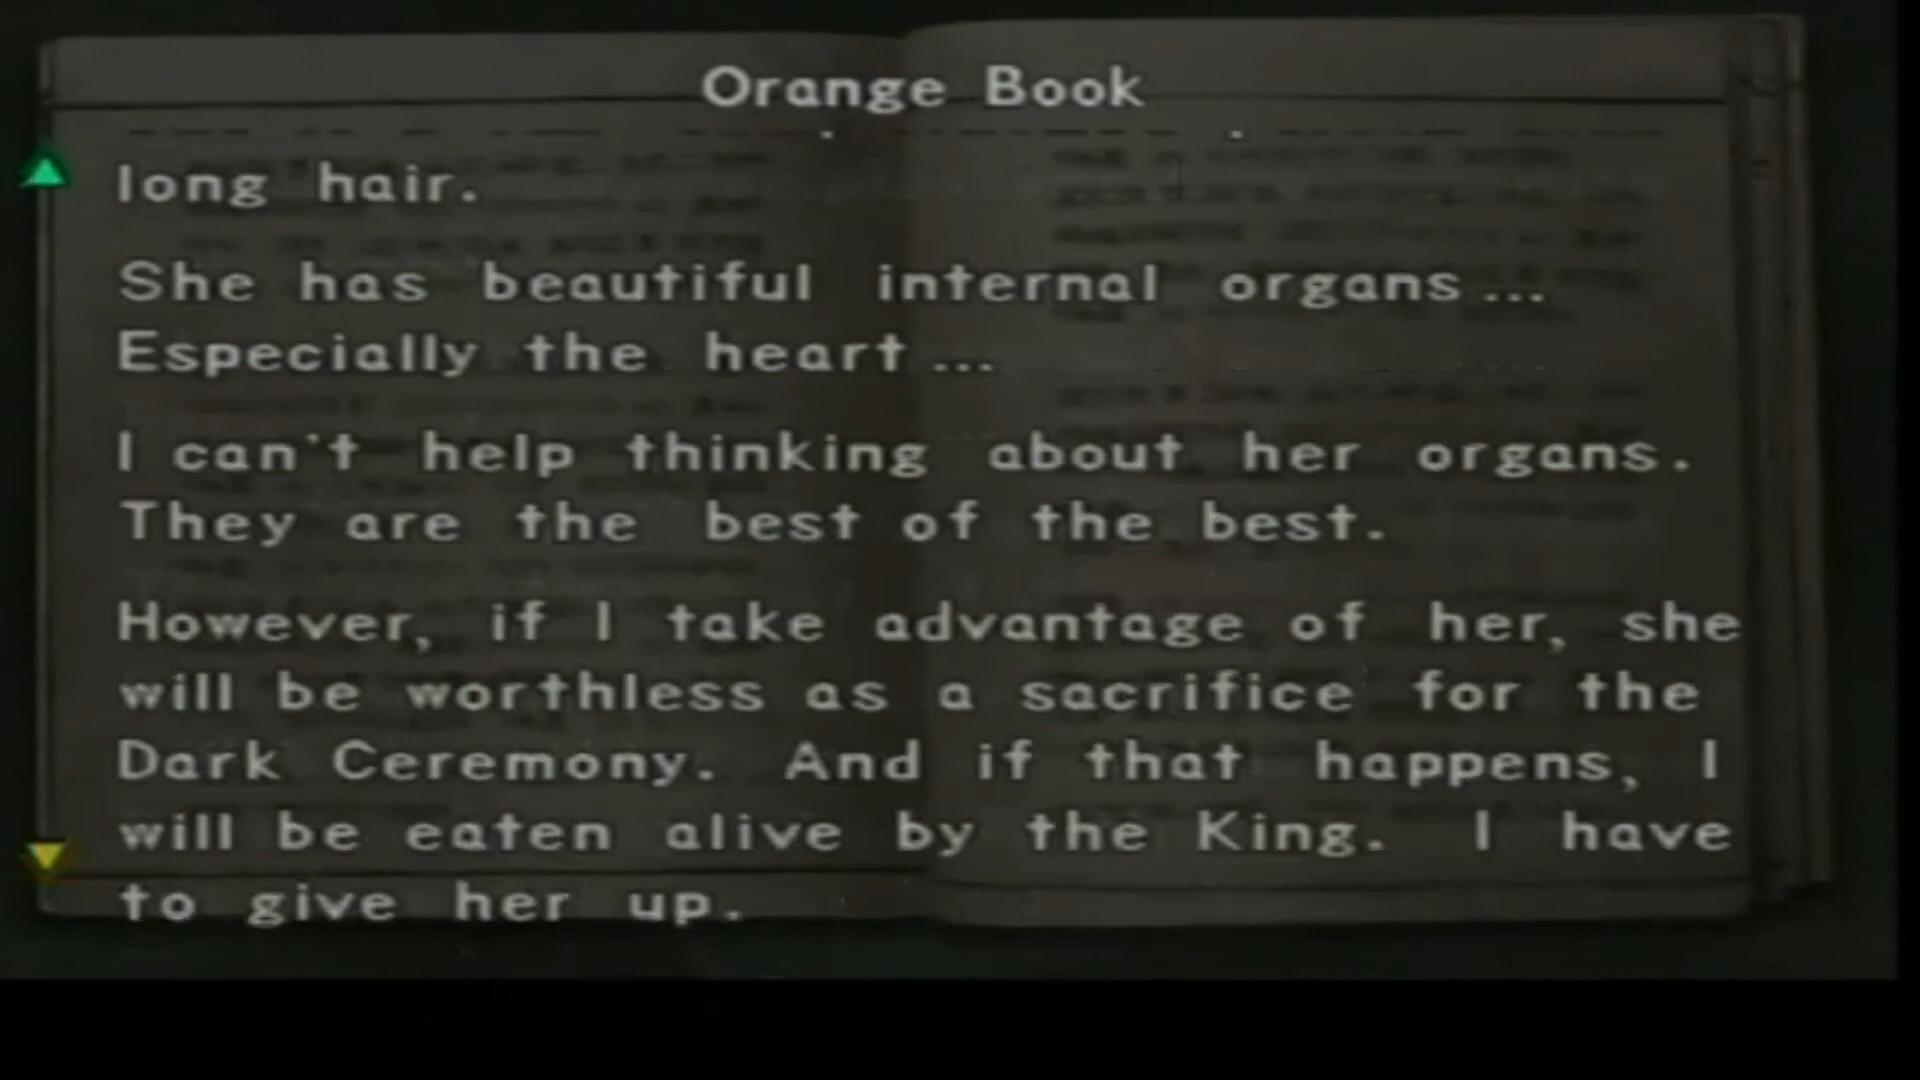 Orange Book
long hair.
She has beautiful internal organs...
Especially the heart...
I can't help thinking about her organs.
They are the best of the best.
However, if I take advantage of her, she
will be worthless as a sacrifice for the
Dark Ceremony. And if that happens, I
will be eaten alive by the King. I have
to give her up.